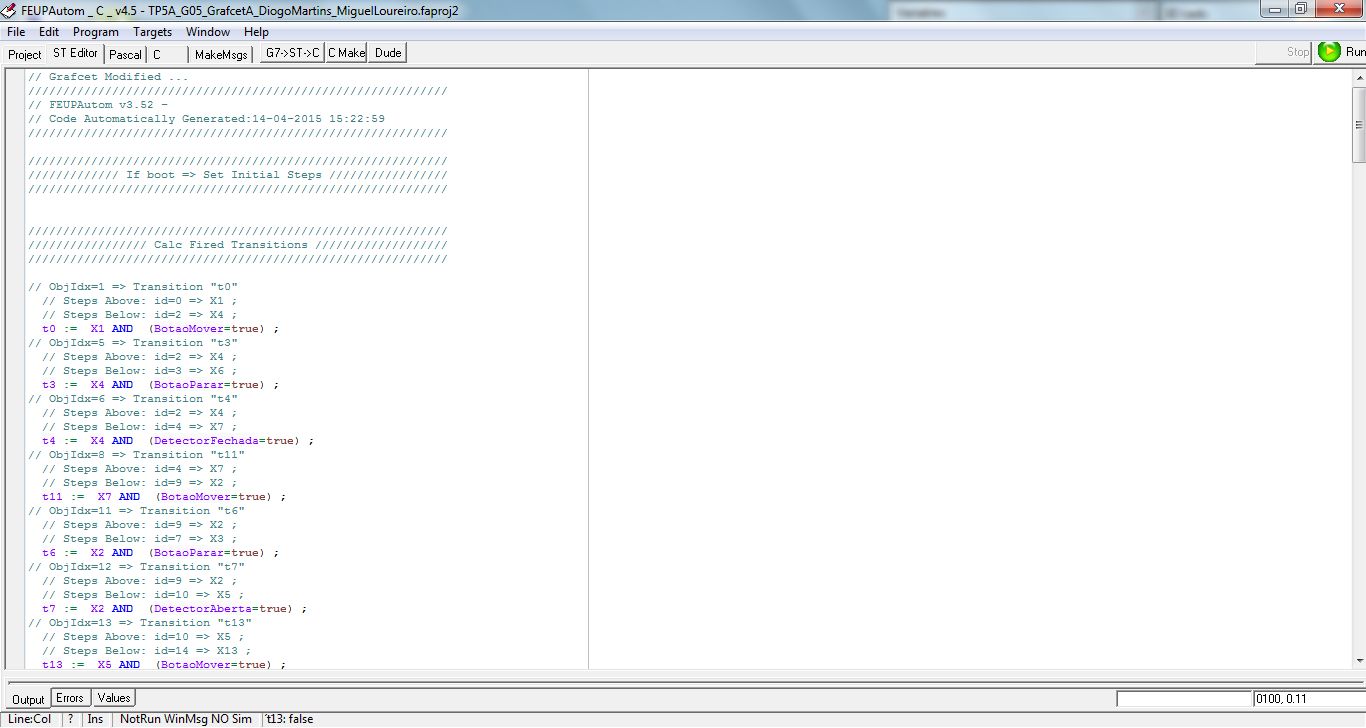 FEUPAutom _ C _ v4.5 - TP5A_G05_GrafcetA_DiogoMartins_MiguelLoureiro.faproj2
File Edit Program Targets Window Help
Project ST Editor Pascal C MakeMsgs G7->ST->C C Make Dude Stop Run
// Grafcet Modified ...
////////////////////////////////////////////////////////////
// FEUPAutom v3.52 -
// Code Automatically Generated:14-04-2015 15:22:59
////////////////////////////////////////////////////////////
////////////////////////////////////////////////////////////
///////////// If boot => Set Initial Steps /////////////////
////////////////////////////////////////////////////////////
////////////////////////////////////////////////////////////
///////////////// Calc Fired Transitions ///////////////////
////////////////////////////////////////////////////////////
// ObjIdx=1 => Transition "t0"
// Steps Above: id=0 => X1 ;
// Steps Below: id=2 => X4 ;
t0 := X1 AND (BotaoMover=true) ;
// ObjIdx=5 => Transition "t3"
// Steps Above: id=2 => X4 ;
// Steps Below: id=3 => X6 ;
t3 := X4 AND (BotaoParar=true) ;
// ObjIdx=6 => Transition "t4"
// Steps Above: id=2 => X4 ;
// Steps Below: id=4 => X7 ;
t4 := X4 AND (DetectorFechada=true) ;
// ObjIdx=8 => Transition "t11"
// Steps Above: id=4 => X7 ;
// Steps Below: id=9 => X2 ;
t11 := X7 AND (BotaoMover=true) ;
// ObjIdx=11 => Transition "t6"
// Steps Above: id=9 => X2 ;
// Steps Below: id=7 => X3 ;
t6 := X2 AND (BotaoParar=true) ;
// ObjIdx=12 => Transition "t7"
// Steps Above: id=9 => X2 ;
// Steps Below: id=10 => X5 ;
t7 := X2 AND (DetectorAberta=true) ;
// ObjIdx=13 => Transition "t13"
// Steps Above: id=10 => X5 ;
// Steps Below: id=14 => X13 ;
t13 := X5 AND (BotaoMover=true) ;
Output Errors Values 0100, 0.11
Line:Col ? Ins NotRun WinMsg NO Sim t13: false